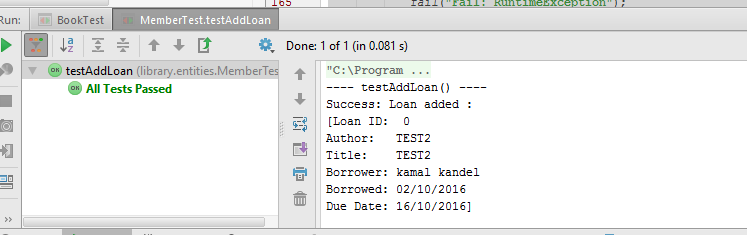 165
fail("Fail: RuntimeException");
Run:
BookTest
MemberTest.testAddLoan
Done: 1 of 1 (in 0.081 s)
testAddLoan (library.entities.MemberTes
OK
All Tests Passed
OK
"C:\Program ...
---- testAddLoan() ----
Success: Loan added :
[Loan ID:  0
Author:   TEST2
Title:    TEST2
Borrower: kamal kandel
Borrowed: 02/10/2016
Due Date: 16/10/2016]